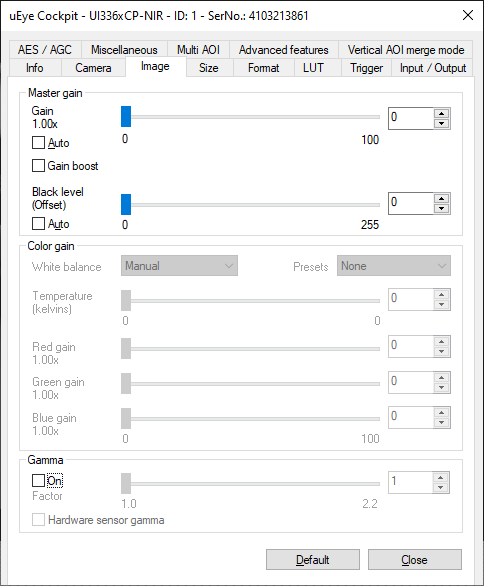 uEye Cockpit - UI336xCP-NIR - ID: 1 - SerNo.: 4103213861
AES / AGC Miscellaneous Multi AOI Advanced features Vertical AOI merge mode
Info Camera Image Size Format LUT Trigger Input / Output
Master gain
Gain
1.00x
0
0 100
Auto
Gain boost
Black level
(Offset)
0
Auto
0 255
Color gain
White balance Manual Presets None
Temperature
(kelvins)
0
0 0
Red gain
1.00x
0
Green gain
1.00x
0
Blue gain
1.00x
0
0 100
Gamma
On
Factor
1
1.0 2.2
Hardware sensor gamma
Default Close